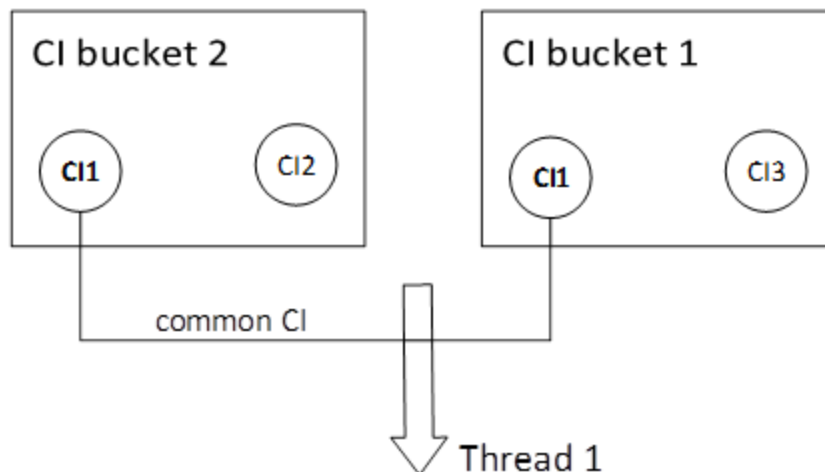 CI bucket 2
CI1
CI2
CI bucket 1
CI1
CI3
common CI
Thread 1